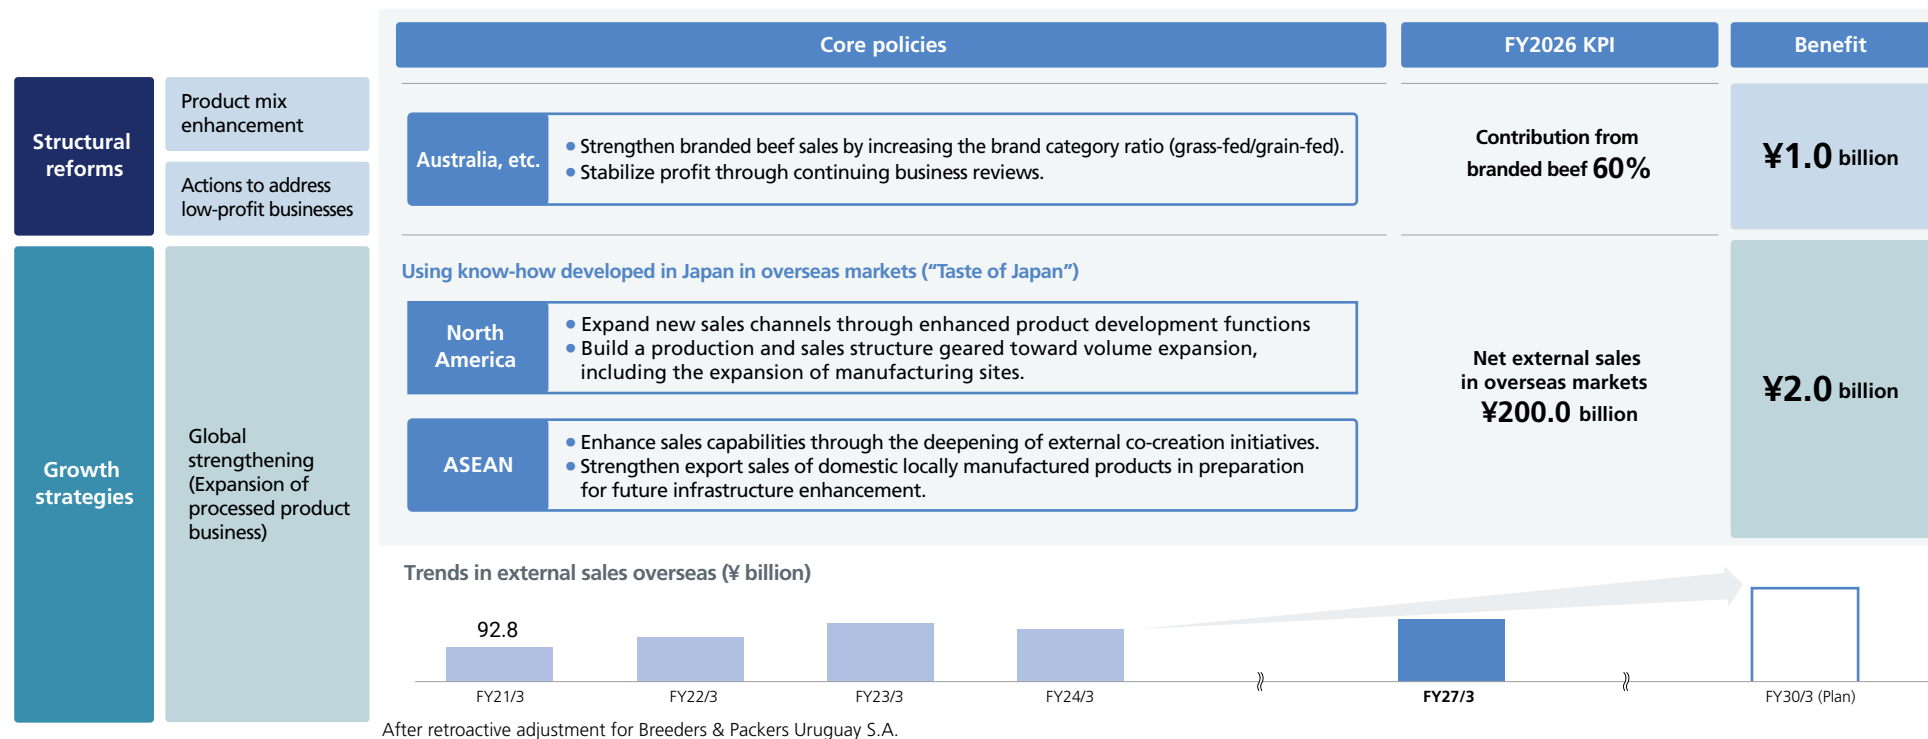 Core policies
FY2026 KPI
Benefit
Structural
reforms
Product mix
enhancement
Actions to address
low-profit businesses
Australia, etc.
• Strengthen branded beef sales by increasing the brand category ratio (grass-fed/grain-fed).
• Stabilize profit through continuing business reviews.
Contribution from
branded beef 60%
¥1.0 billion
Growth
strategies
Global
strengthening
(Expansion of
processed product
business)
Using know-how developed in Japan in overseas markets (“Taste of Japan”)
North
America
• Expand new sales channels through enhanced product development functions
• Build a production and sales structure geared toward volume expansion,
including the expansion of manufacturing sites.
ASEAN
• Enhance sales capabilities through the deepening of external co-creation initiatives.
• Strengthen export sales of domestic locally manufactured products in preparation
for future infrastructure enhancement.
Net external sales
in overseas markets
¥200.0 billion
¥2.0 billion
Trends in external sales overseas (¥ billion)
92.8
FY21/3
FY22/3
FY23/3
FY24/3
FY27/3
FY30/3 (Plan)
After retroactive adjustment for Breeders & Packers Uruguay S.A.